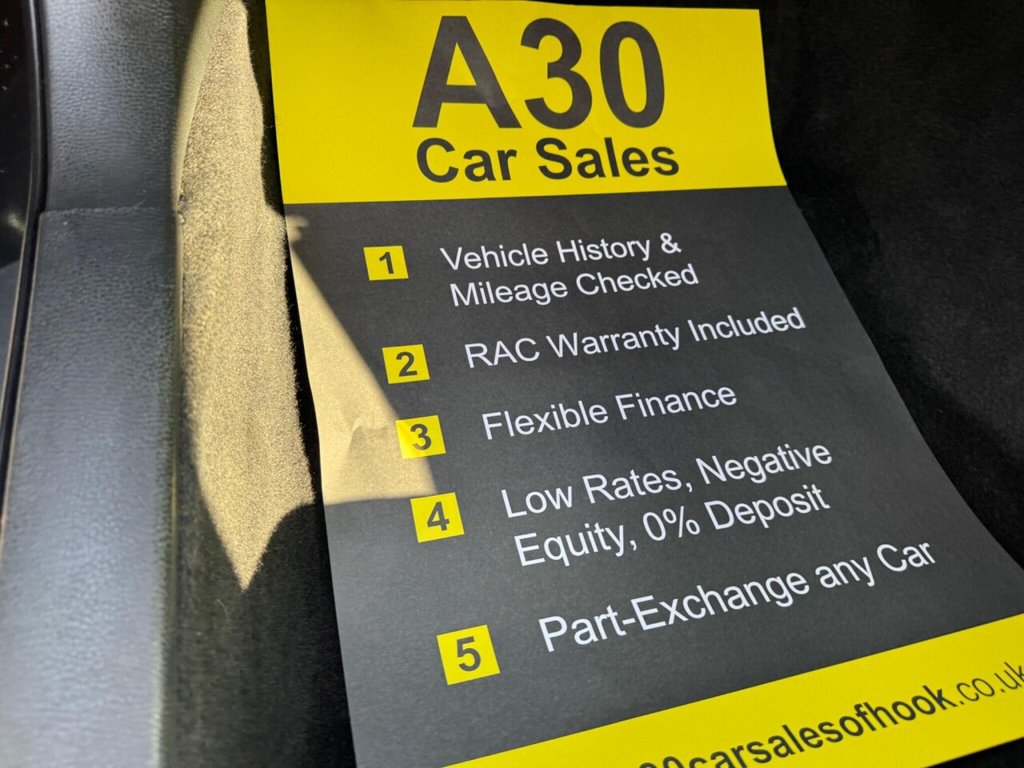 A30
Car Sales
1 Vehicle History &
Mileage Checked
2 RAC Warranty Included
3 Flexible Finance
4 Low Rates, Negative
Equity, 0% Deposit
5 Part-Exchange any Car
30carsalesofhook.co.uk